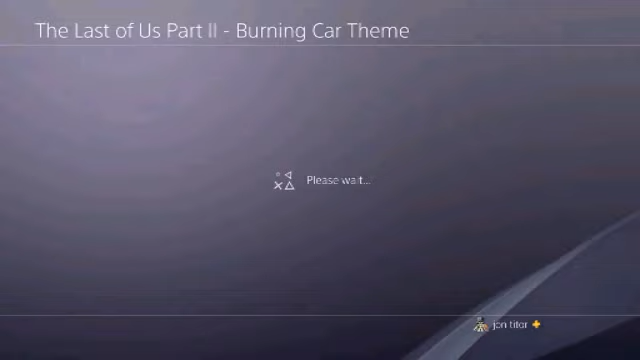 The Last of Us Part II - Burning Car Theme
Please wait...
jon titor